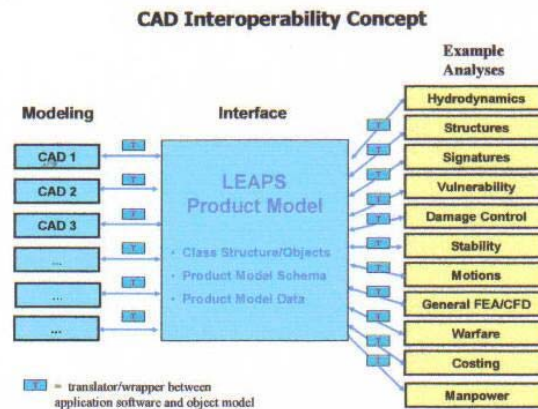 CAD Interoperability Concept
Example
Analyses
Modeling
Interface
CAD 1
CAD 2
CAD 3
...
...
...
T
T
T
T
T
T
LEAPS
Product Model
• Class Structure/Objects
• Product Model Schema
• Product Model Data
T
T
T
T
T
T
T
T
T
T
T
Hydrodynamics
Structures
Signatures
Vulnerability
Damage Control
Stability
Motions
General FEA/CFD
Warfare
Costing
Manpower
T = translator/wrapper between
application software and object model